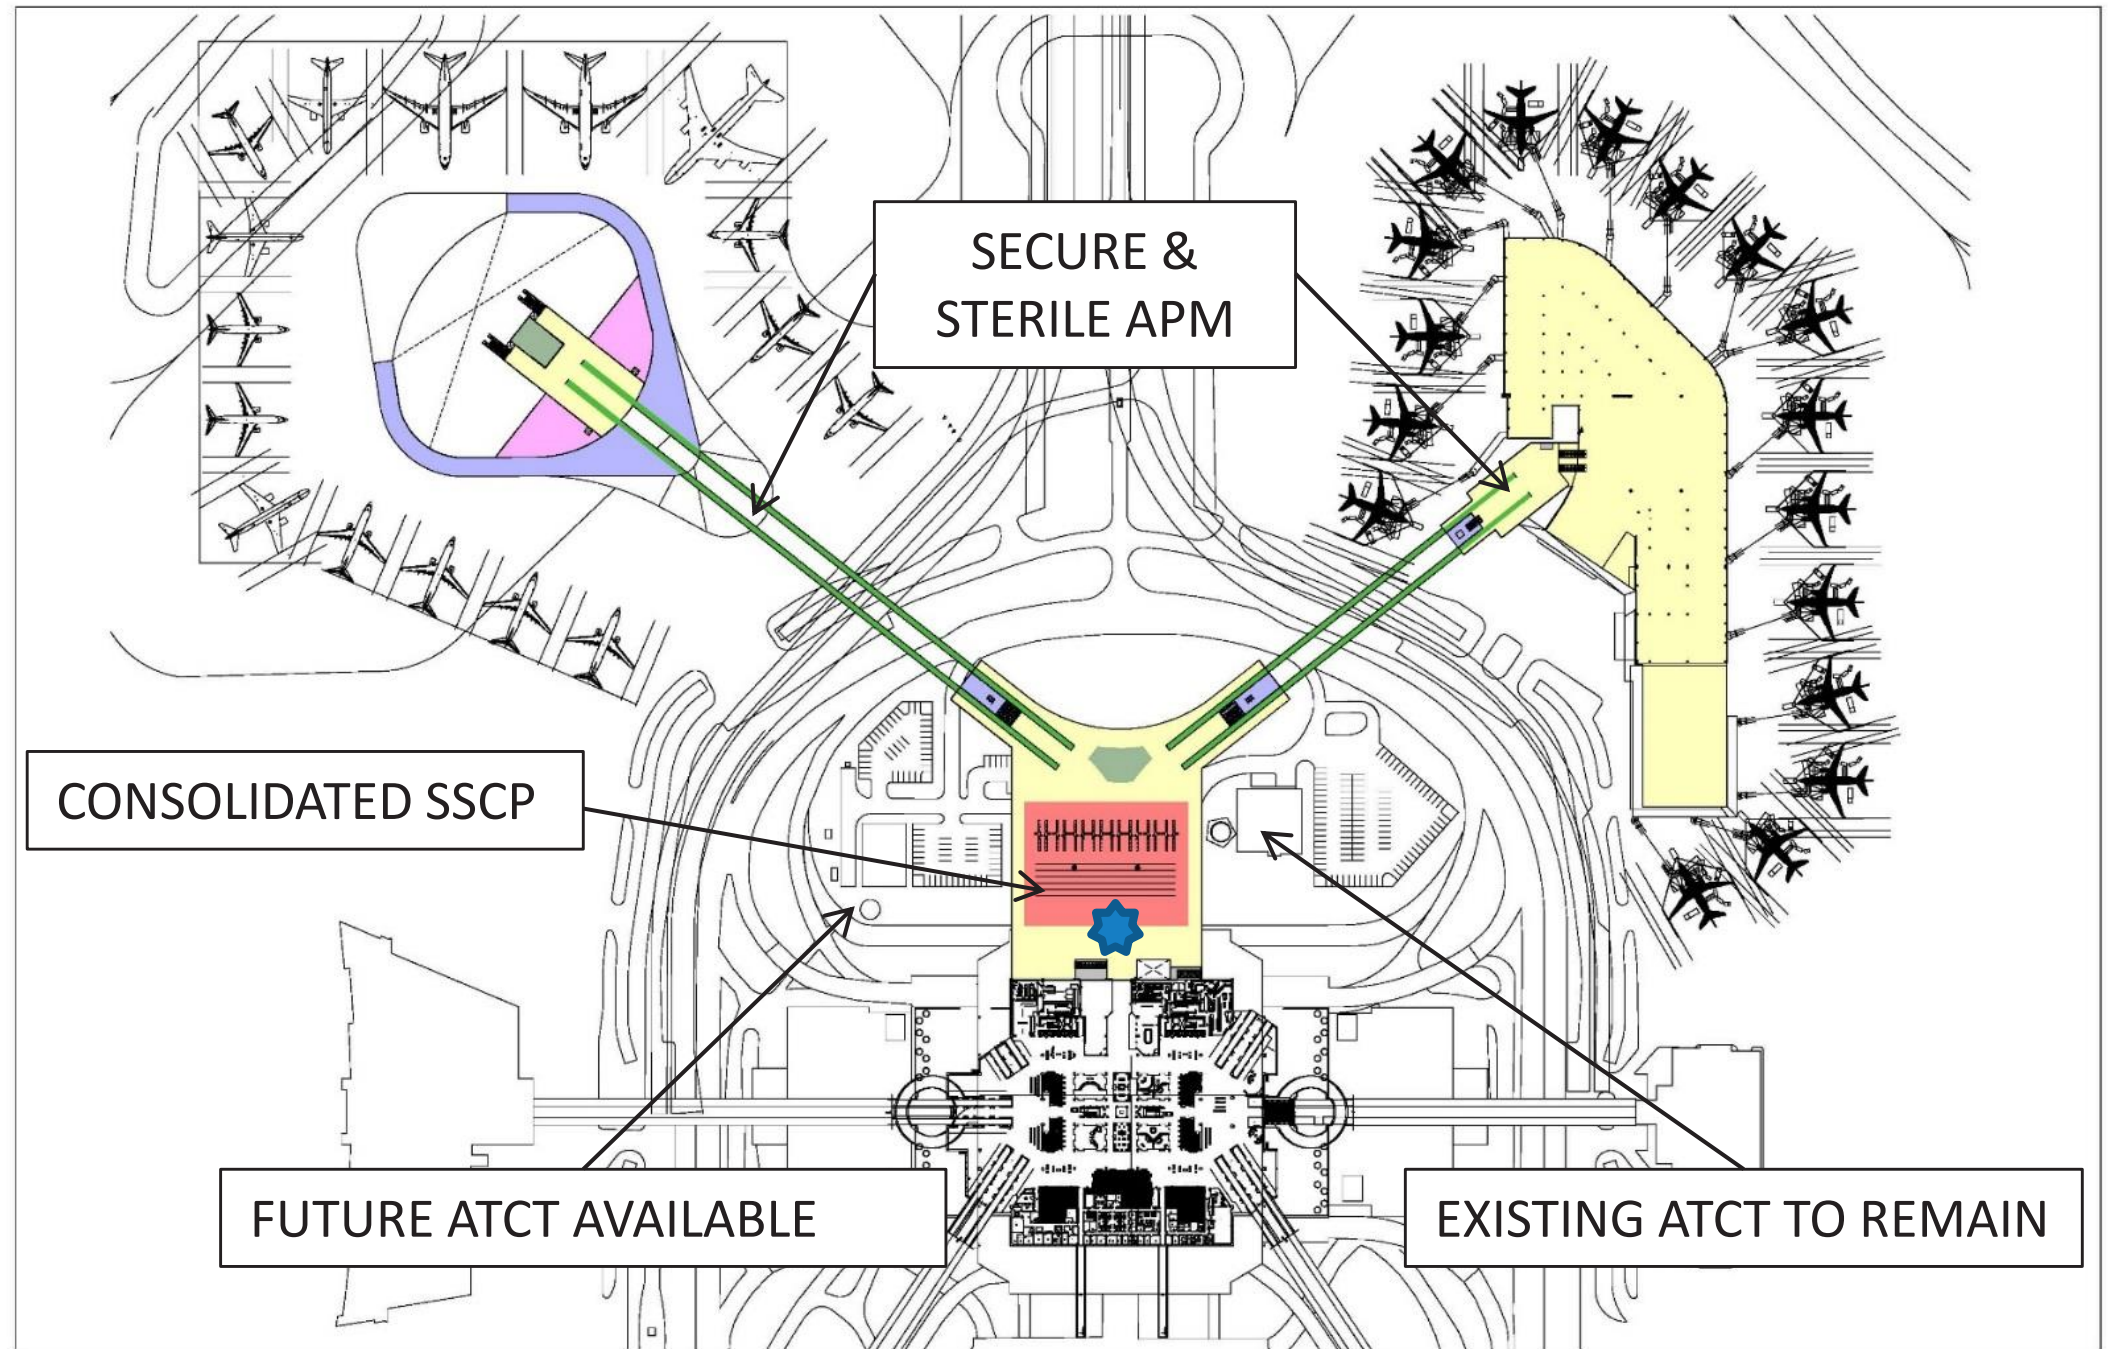 SECURE &
STERILE APM
CONSOLIDATED SSCP
FUTURE ATCT AVAILABLE
EXISTING ATCT TO REMAIN